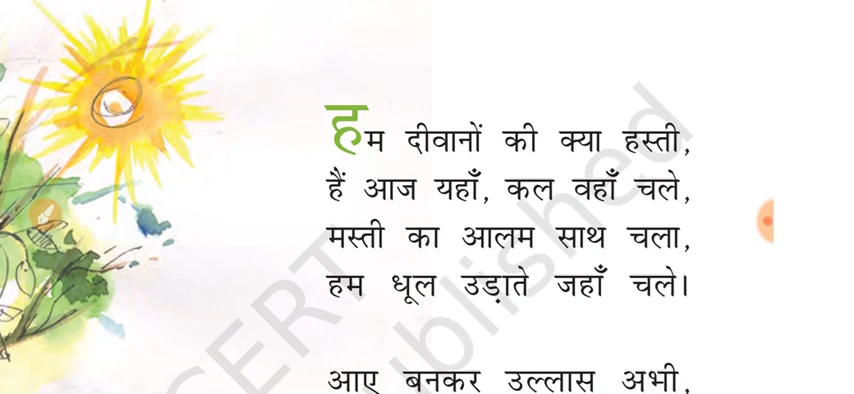 हम दीवानों की क्या हस्ती,
हैं आज यहाँ, कल वहाँ चले,
मस्ती का आलम साथ चला,
हम धूल उड़ाते जहाँ चले।
आए बनकर उल्लास अभी,